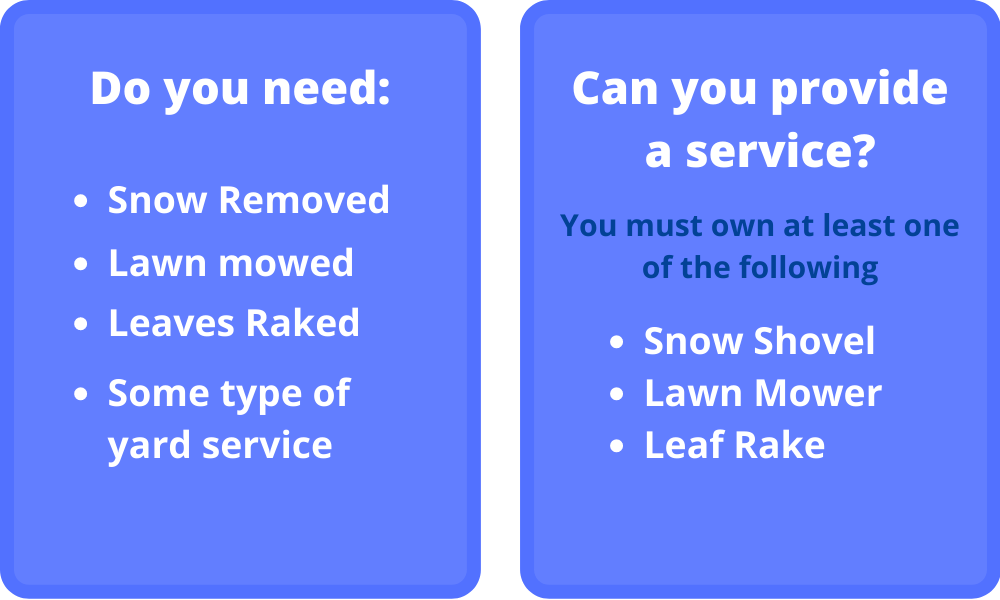 Do you need:
• Snow Removed
• Lawn mowed
• Leaves Raked
• Some type of
yard service
Can you provide
a service?
You must own at least one
of the following
• Snow Shovel
• Lawn Mower
• Leaf Rake